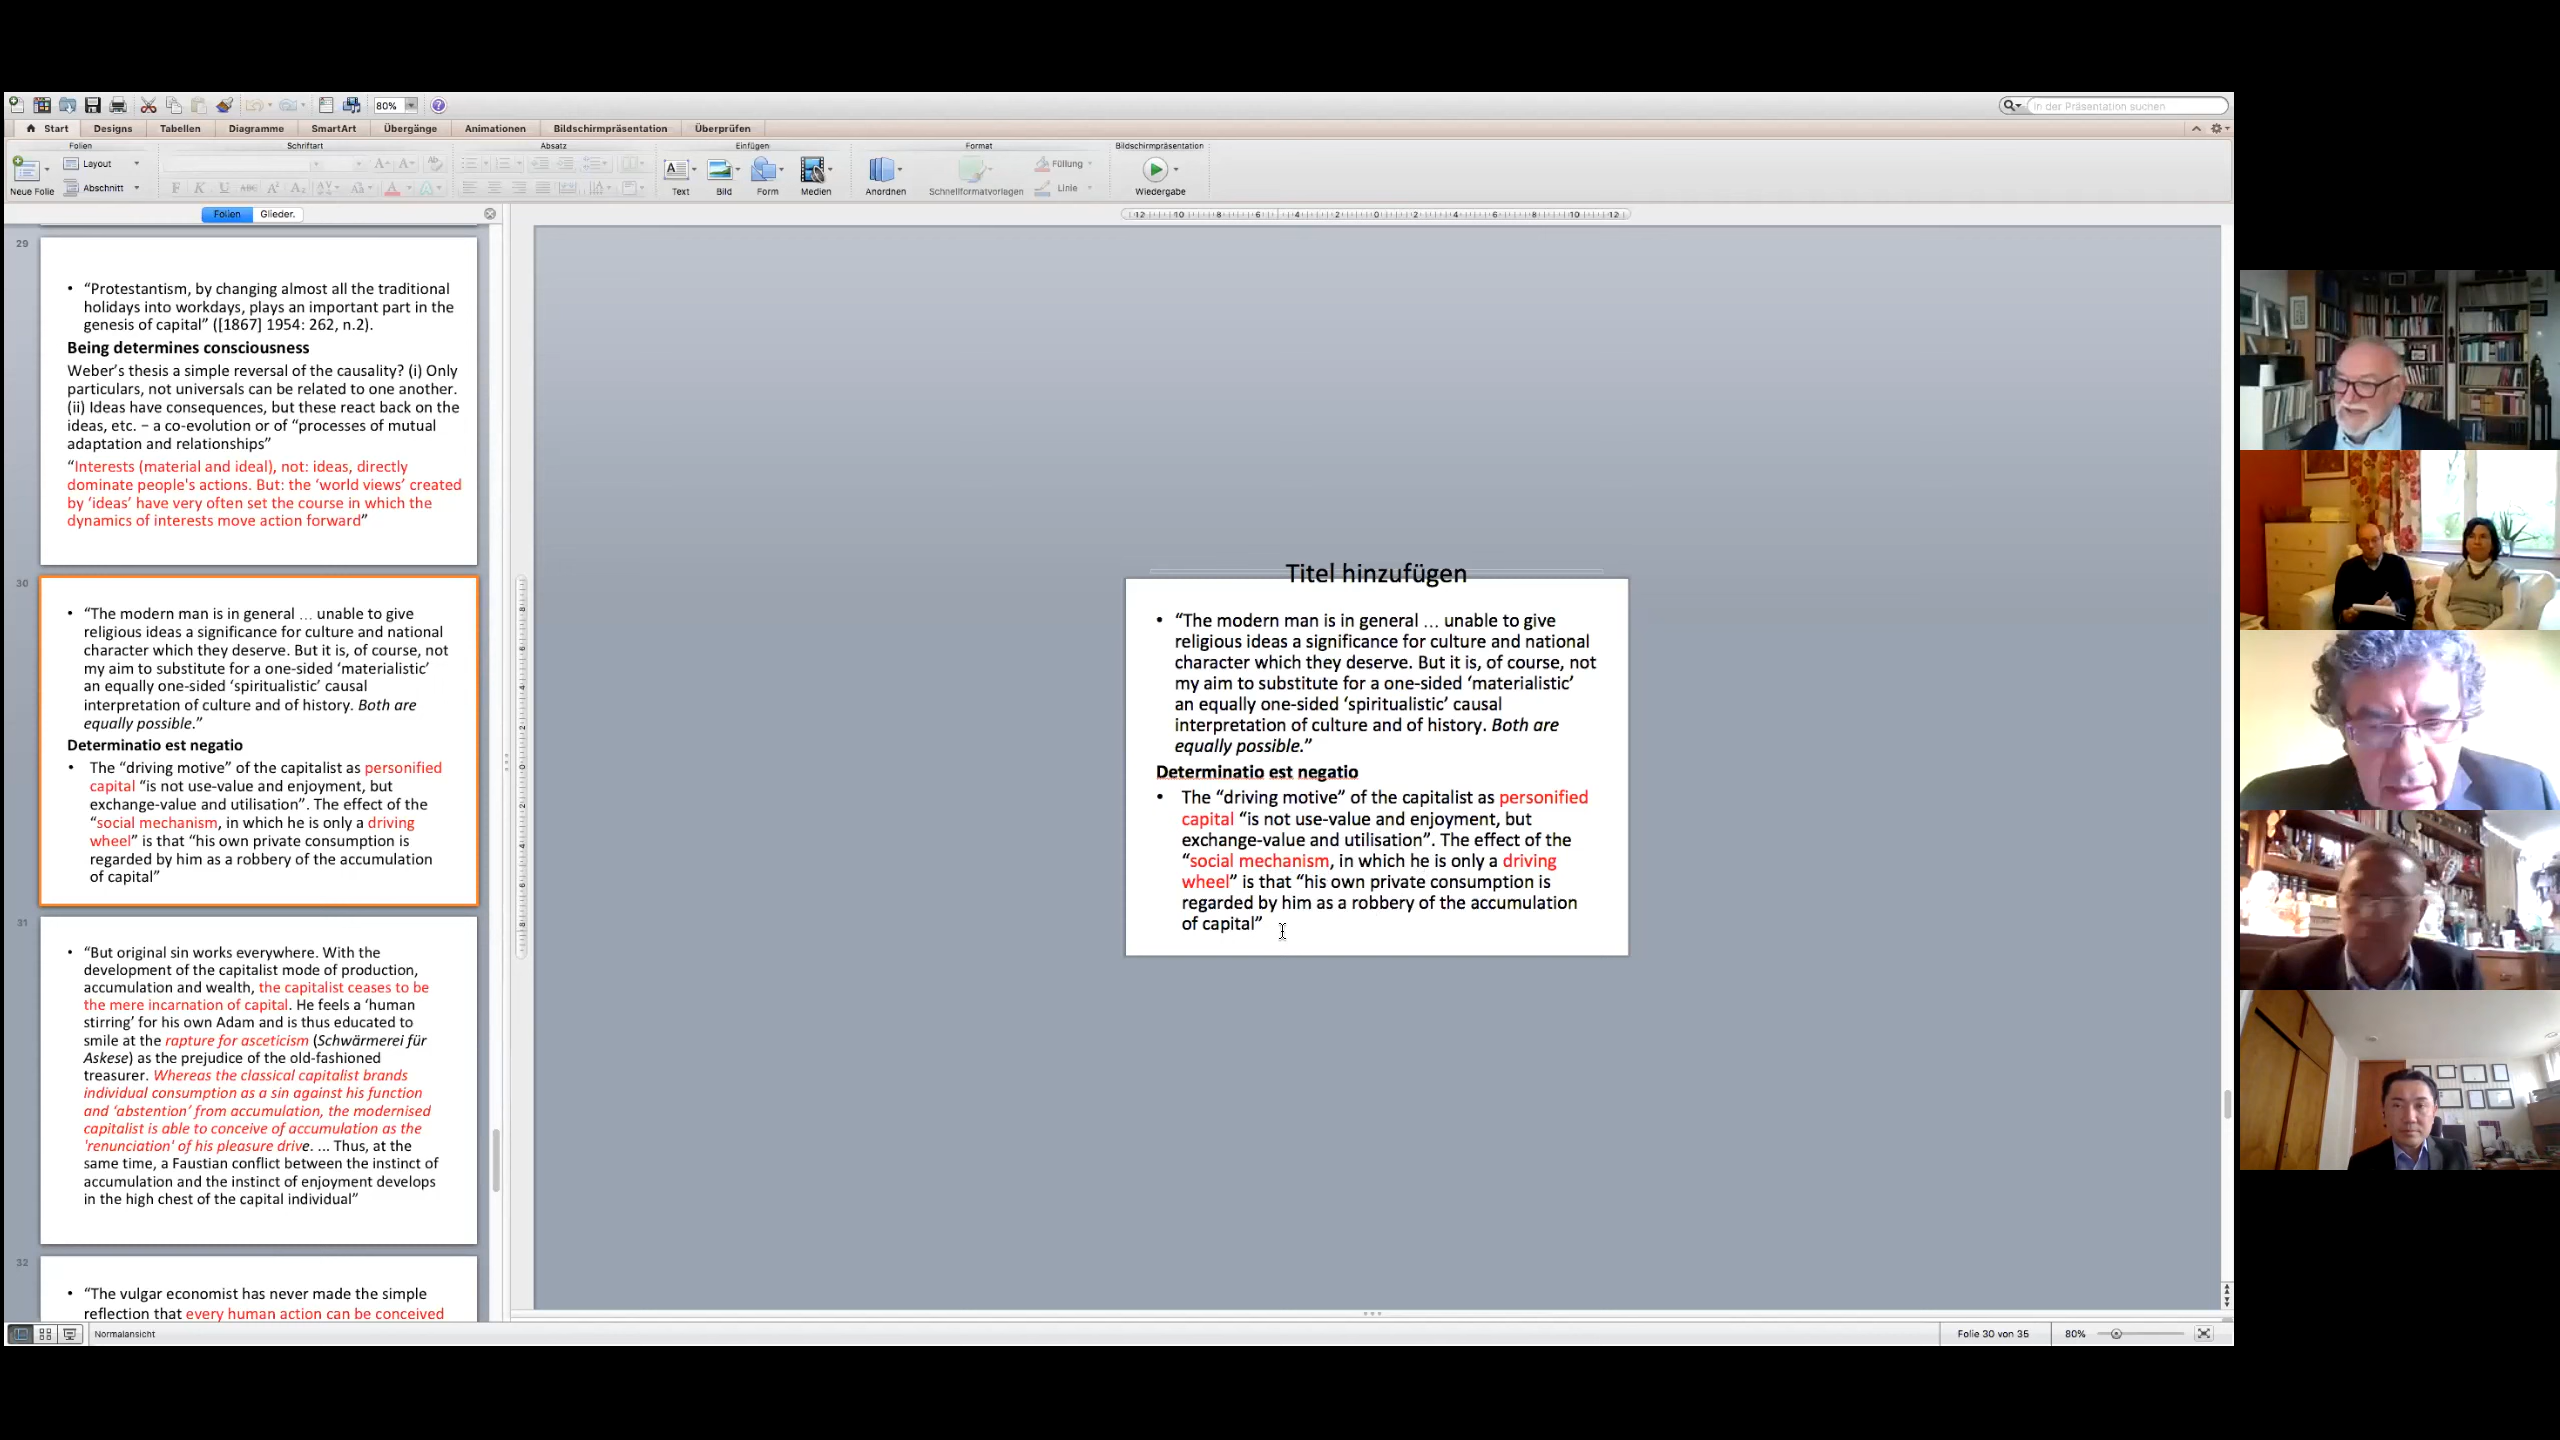 80%
In der Präsentation suchen
Start
Designs
Tabellen
Diagramme
SmartArt
Übergänge
Animationen
Bildschirmpräsentation
Überprüfen
Folien
Schriftart
Absatz
Einfügen
Format
Bildschirmpräsentation
Neue Folie
Layout
Abschnitt
Text
Bild
Form
Medien
Anordnen
Schnellformatvorlagen
Füllung
Linie
Wiedergabe
Folien
Glieder.
29
• “Protestantism, by changing almost all the traditional
holidays into workdays, plays an important part in the
genesis of capital” ([1867] 1954: 262, n.2).
Being determines consciousness
Weber’s thesis a simple reversal of the causality? (i) Only
particulars, not universals can be related to one another.
(ii) Ideas have consequences, but these react back on the
ideas, etc. − a co-evolution or of “processes of mutual
adaptation and relationships”
“Interests (material and ideal), not: ideas, directly
dominate people's actions. But: the ‘world views’ created
by ‘ideas’ have very often set the course in which the
dynamics of interests move action forward”
30
• “The modern man is in general … unable to give
religious ideas a significance for culture and national
character which they deserve. But it is, of course, not
my aim to substitute for a one-sided ‘materialistic’
an equally one-sided ‘spiritualistic’ causal
interpretation of culture and of history. Both are
equally possible.”
Determinatio est negatio
• The “driving motive” of the capitalist as personified
capital “is not use-value and enjoyment, but
exchange-value and utilisation”. The effect of the
“social mechanism, in which he is only a driving
wheel” is that “his own private consumption is
regarded by him as a robbery of the accumulation
of capital”
31
• “But original sin works everywhere. With the
development of the capitalist mode of production,
accumulation and wealth, the capitalist ceases to be
the mere incarnation of capital. He feels a ‘human
stirring’ for his own Adam and is thus educated to
smile at the rapture for asceticism (Schwärmerei für
Askese) as the prejudice of the old-fashioned
treasurer. Whereas the classical capitalist brands
individual consumption as a sin against his function
and ‘abstention’ from accumulation, the modernised
capitalist is able to conceive of accumulation as the
'renunciation' of his pleasure drive. ... Thus, at the
same time, a Faustian conflict between the instinct of
accumulation and the instinct of enjoyment develops
in the high chest of the capital individual”
32
• “The vulgar economist has never made the simple
reflection that every human action can be conceived
Titel hinzufügen
• “The modern man is in general … unable to give
religious ideas a significance for culture and national
character which they deserve. But it is, of course, not
my aim to substitute for a one-sided ‘materialistic’
an equally one-sided ‘spiritualistic’ causal
interpretation of culture and of history. Both are
equally possible.”
Determinatio est negatio
• The “driving motive” of the capitalist as personified
capital “is not use-value and enjoyment, but
exchange-value and utilisation”. The effect of the
“social mechanism, in which he is only a driving
wheel” is that “his own private consumption is
regarded by him as a robbery of the accumulation
of capital”
Normalansicht
Folie 30 von 35
80%